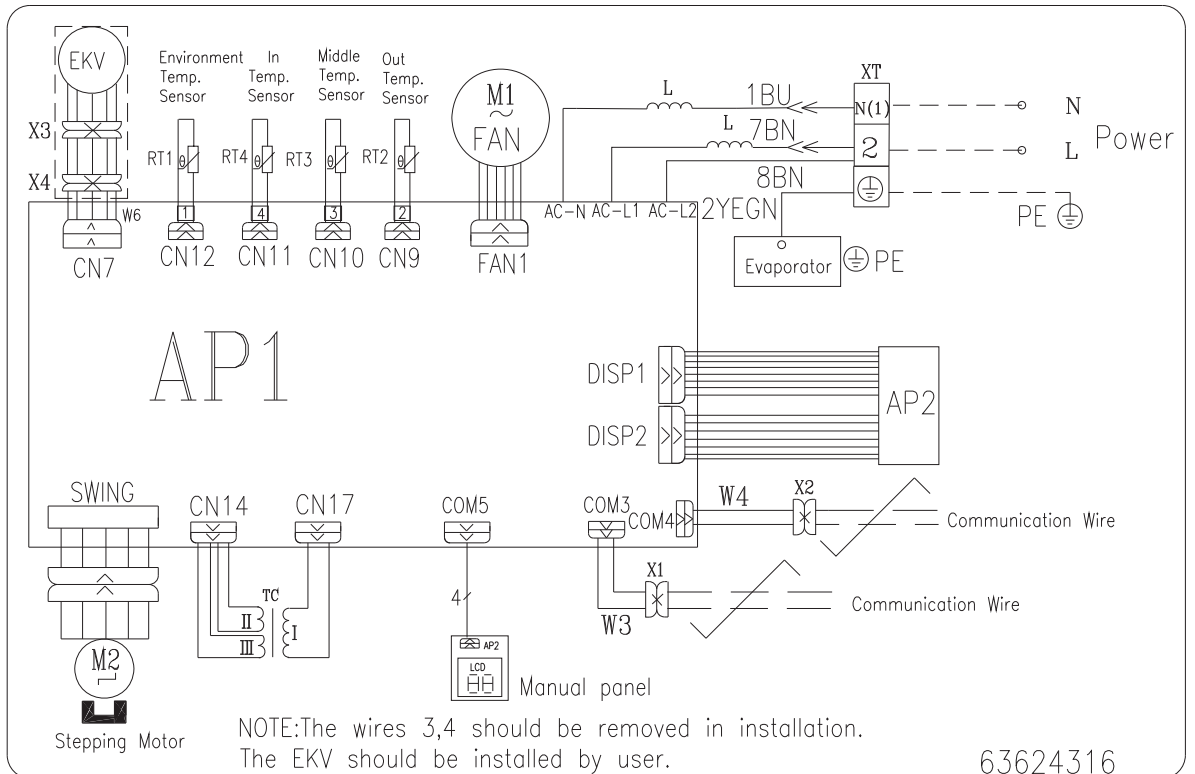 EKV
X3
X4
W6
CN7
Environment
Temp.
Sensor
In
Temp.
Sensor
Middle
Temp.
Sensor
Out
Temp.
Sensor
RT1
θ
RT4
θ
RT3
θ
RT2
θ
1
4
3
2
CN12
CN11
CN10
CN9
M1
~
FAN
FAN1
L
1BU
L
7BN
8BN
2YEGN
AC-N
AC-L1
AC-L2
XT
N(1)
2
N
L
Power
PE
Evaporator
PE
AP1
DISP1
DISP2
AP2
SWING
CN14
CN17
COM5
COM3
COM4
W4
X2
Communication Wire
X1
W3
Communication Wire
TC
II
III
I
4
AP2
LCD
88
Manual panel
M2
Stepping Motor
NOTE:The wires 3,4 should be removed in installation.
The EKV should be installed by user.
63624316